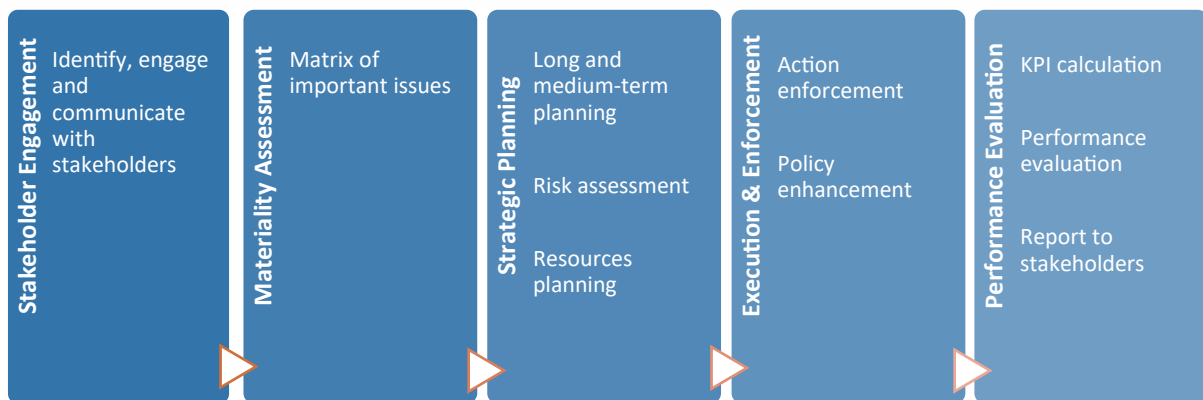 Stakeholder Engagement
Identify, engage
and
communicate
with
stakeholders
Materiality Assessment
Matrix of
important issues
Strategic Planning
Long and
medium-term
planning
Risk assessment
Resources
planning
Execution & Enforcement
Action
enforcement
Policy
enhancement
Performance Evaluation
KPI calculation
Performance
evaluation
Report to
stakeholders